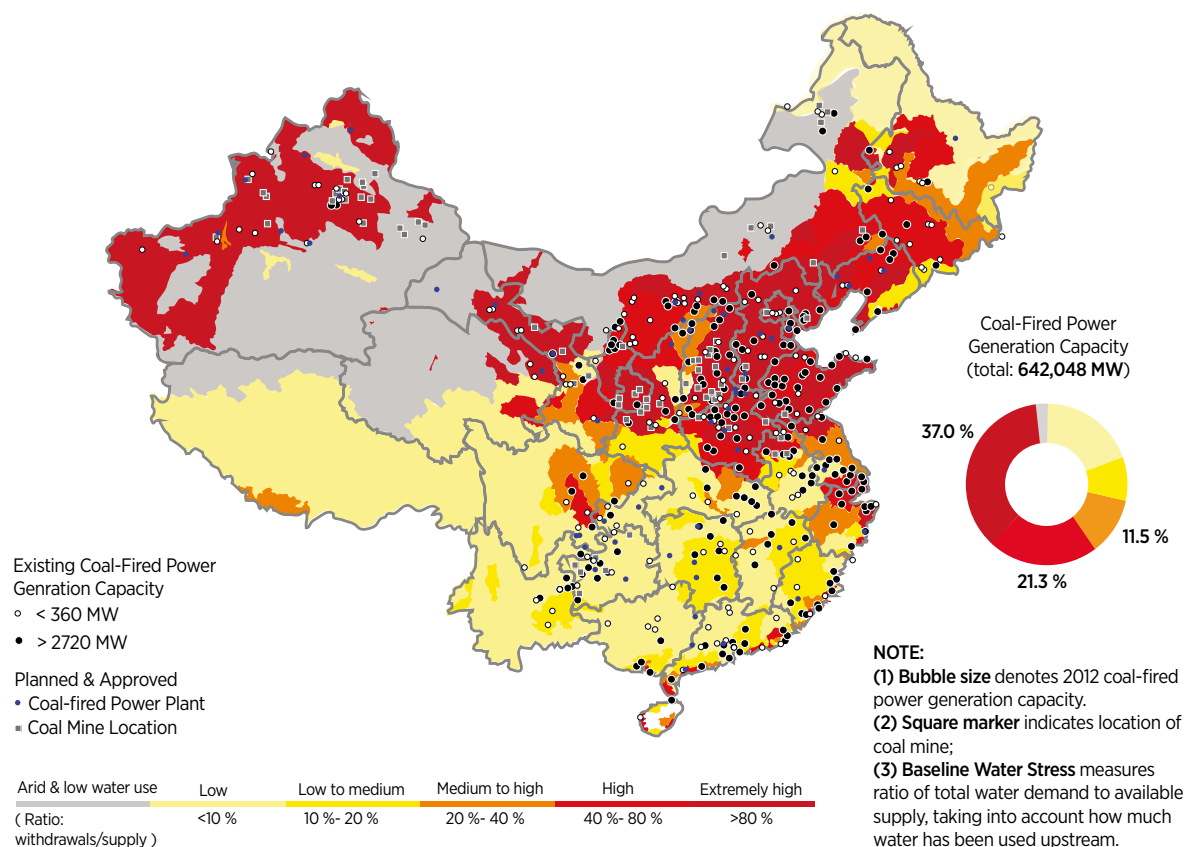 Coal-Fired Power
Generation Capacity
(total: 642,048 MW)
37.0 %
11.5 %
21.3 %
Existing Coal-Fired Power
Genration Capacity
< 360 MW
> 2720 MW
Planned & Approved
Coal-fired Power Plant
Coal Mine Location
NOTE:
(1) Bubble size denotes 2012 coal-fired
power generation capacity.
(2) Square marker indicates location of
coal mine;
(3) Baseline Water Stress measures
ratio of total water demand to available
supply, taking into account how much
water has been used upstream.
Arid & low water use Low Low to medium Medium to high High Extremely high
( Ratio: <10 % 10 %- 20 % 20 %- 40 % 40 %- 80 % >80 %
withdrawals/supply )